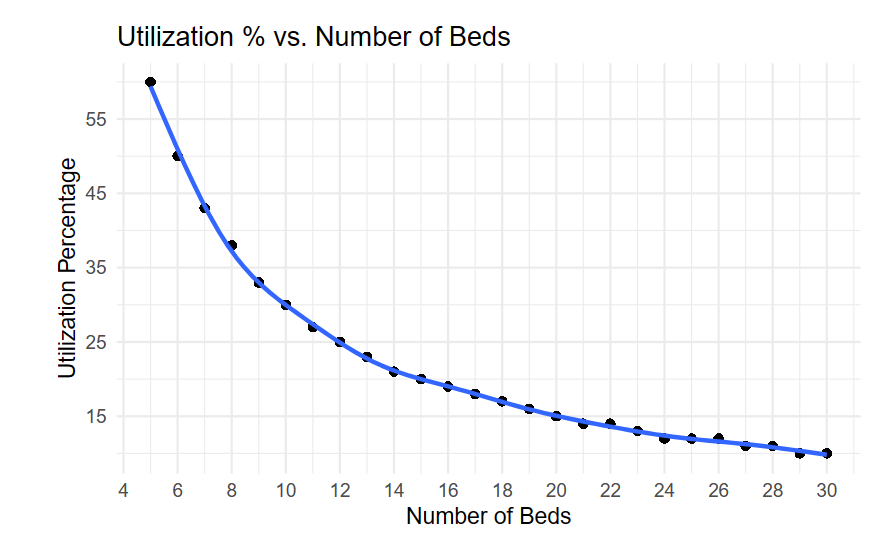 Utilization % vs. Number of Beds
Utilization Percentage
55
45
35
25
15
4 6 8 10 12 14 16 18 20 22 24 26 28 30
Number of Beds